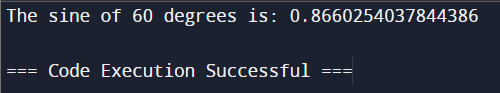 The sine of 60 degrees is: 0.8660254037844386
=== Code Execution Successful ===